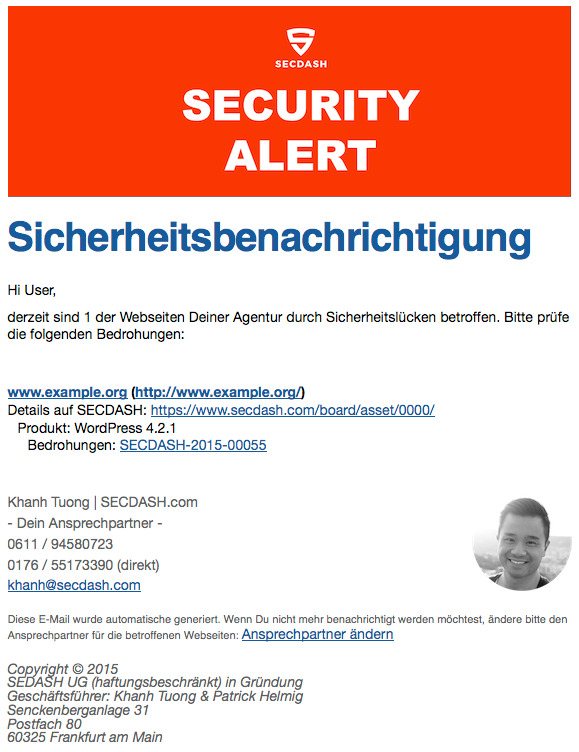 SECDASH
SECURITY
ALERT
Sicherheitsbenachrichtigung
Hi User,
derzeit sind 1 der Webseiten Deiner Agentur durch Sicherheitslücken betroffen. Bitte prüfe
die folgenden Bedrohungen:
www.example.org (http://www.example.org/)
Details auf SECDASH: https://www.secdash.com/board/asset/0000/
Produkt: WordPress 4.2.1
Bedrohungen: SECDASH-2015-00055
Khanh Tuong | SECDASH.com
- Dein Ansprechpartner -
0611 / 94580723
0176 / 55173390 (direkt)
khanh@secdash.com
Diese E-Mail wurde automatische generiert. Wenn Du nicht mehr benachrichtigt werden möchtest, ändere bitte den
Ansprechpartner für die betroffenen Webseiten: Ansprechpartner ändern
Copyright © 2015
SEDASH UG (haftungsbeschränkt) in Gründung
Geschäftsführer: Khanh Tuong & Patrick Helmig
Senckenberganlage 31
Postfach 80
60325 Frankfurt am Main